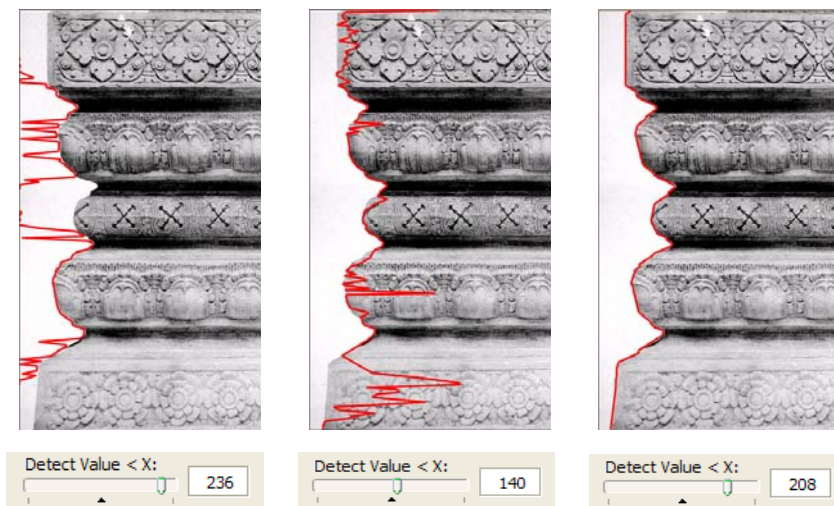 Detect Value < X:
236
Detect Value < X:
140
Detect Value < X:
208